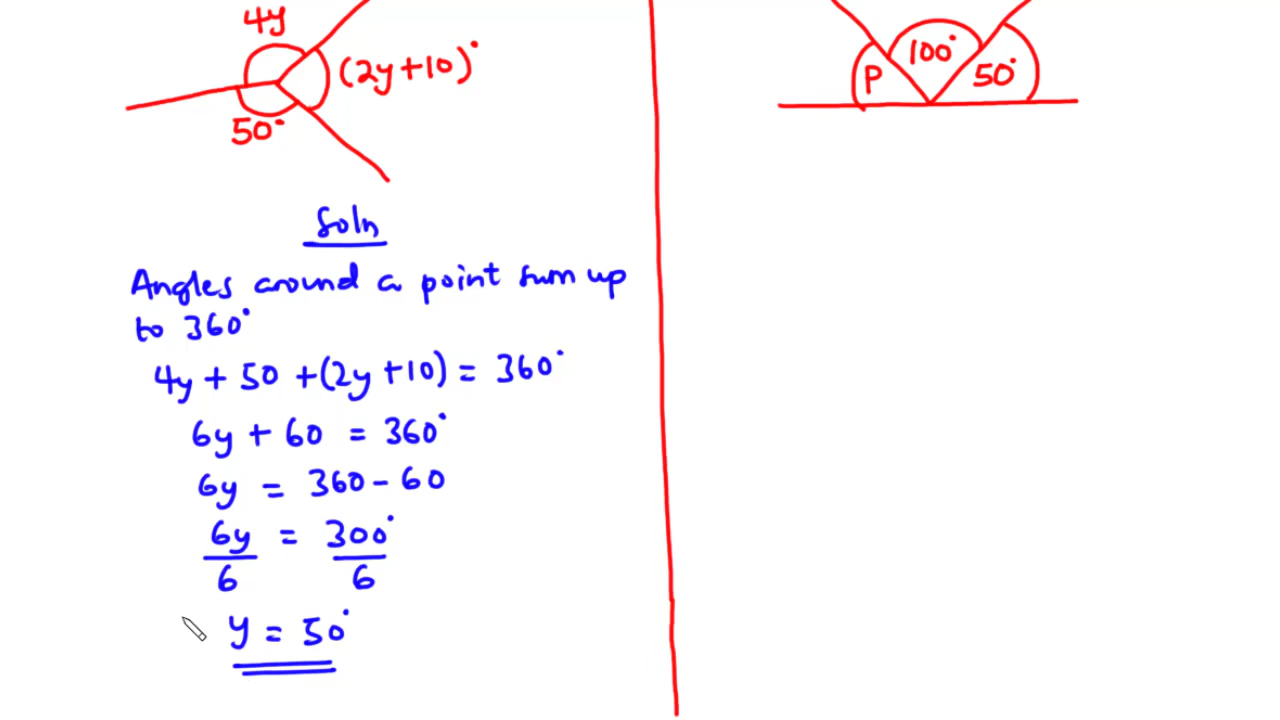 4y
(2y+10)°
50°
Soln
Angles around a point sum up
to 360°
4y + 50 + (2y + 10) = 360°
6y + 60 = 360°
6y = 360 - 60
6y = 300°
6 6
y = 50°
P 100° 50°